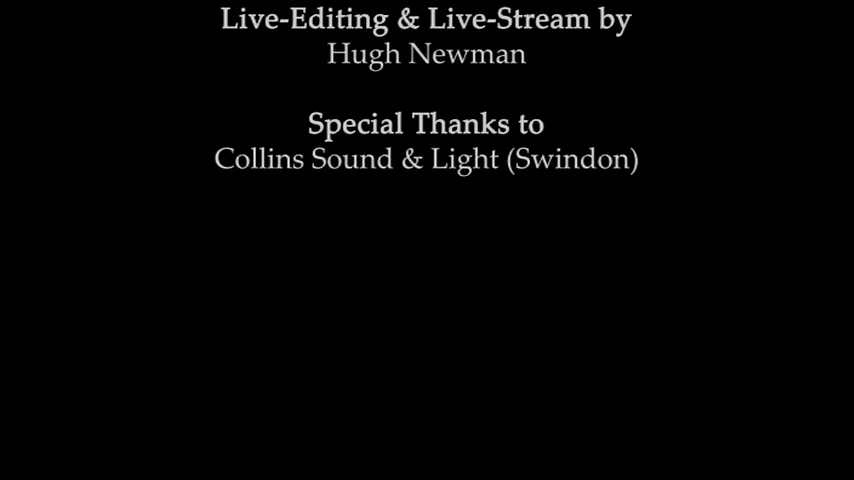 Live-Editing & Live-Stream by
Hugh Newman
Special Thanks to
Collins Sound & Light (Swindon)